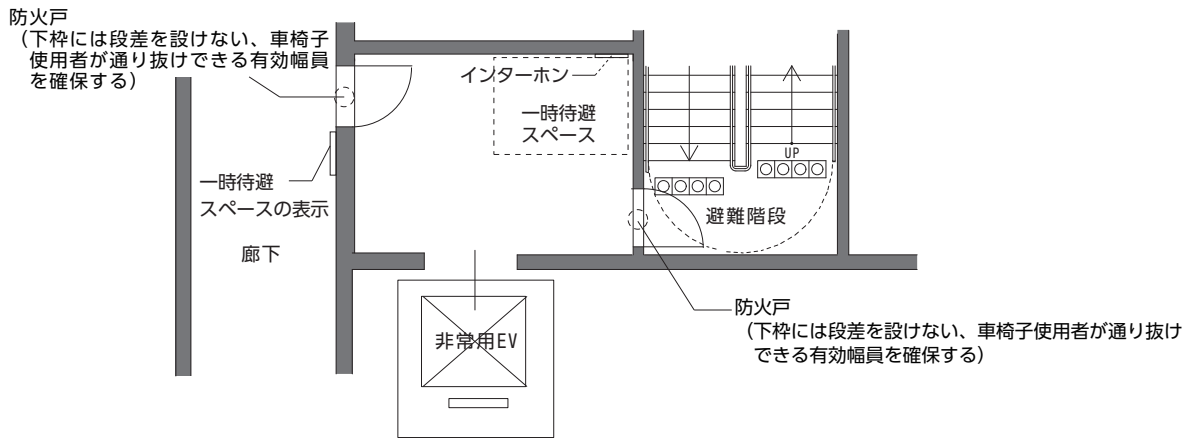 防火戸
（下枠には段差を設けない、車椅子
使用者が通り抜けできる有効幅員
を確保する）
インターホン
一時待避
スペース
UP
一時待避
スペースの表示
避難階段
廊下
防火戸
（下枠には段差を設けない、車椅子使用者が通り抜け
できる有効幅員を確保する）
非常用EV